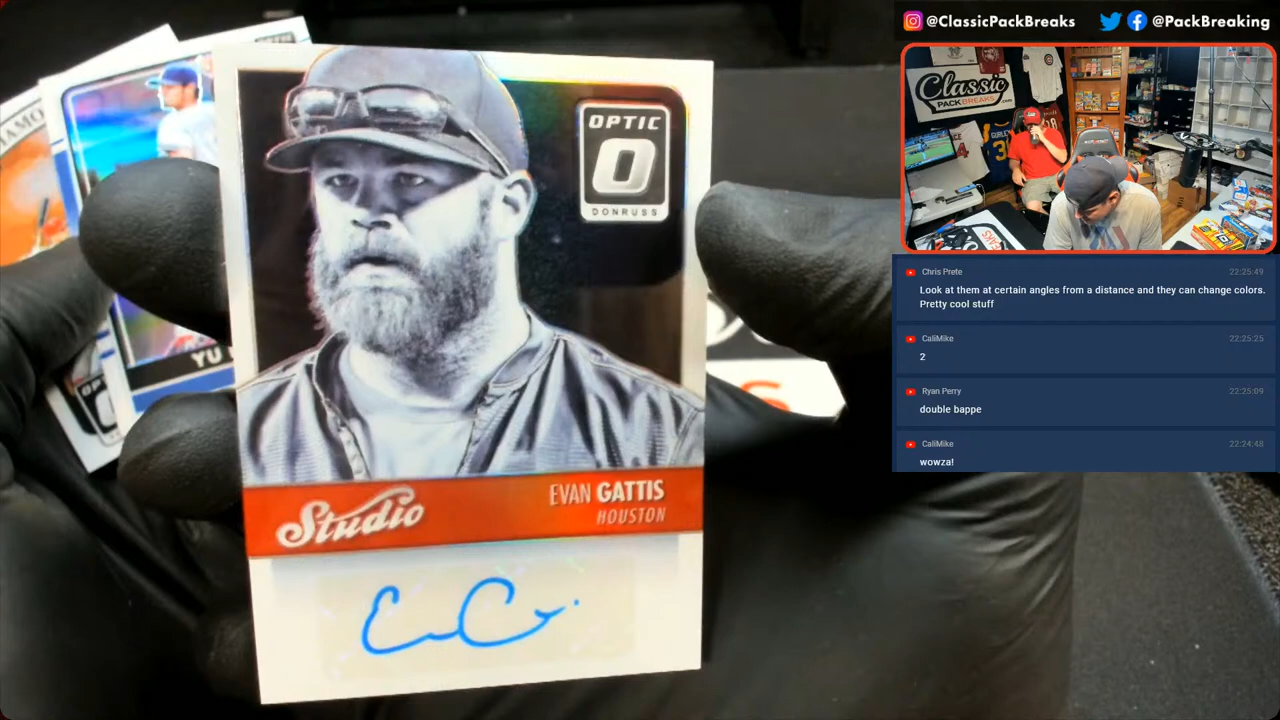 @ClassicPackBreaks @PackBreaking
Classic
PACKBREAKS
OPTIC
O
DONRUSS
YU
EVAN GATTIS
HOUSTON
Studio
Chris Prete 22:25:49
Look at them at certain angles from a distance and they can change colors.
Pretty cool stuff
CaliMike 22:25:25
2
Ryan Perry 22:25:09
double bappe
CaliMike 22:24:48
wowza!